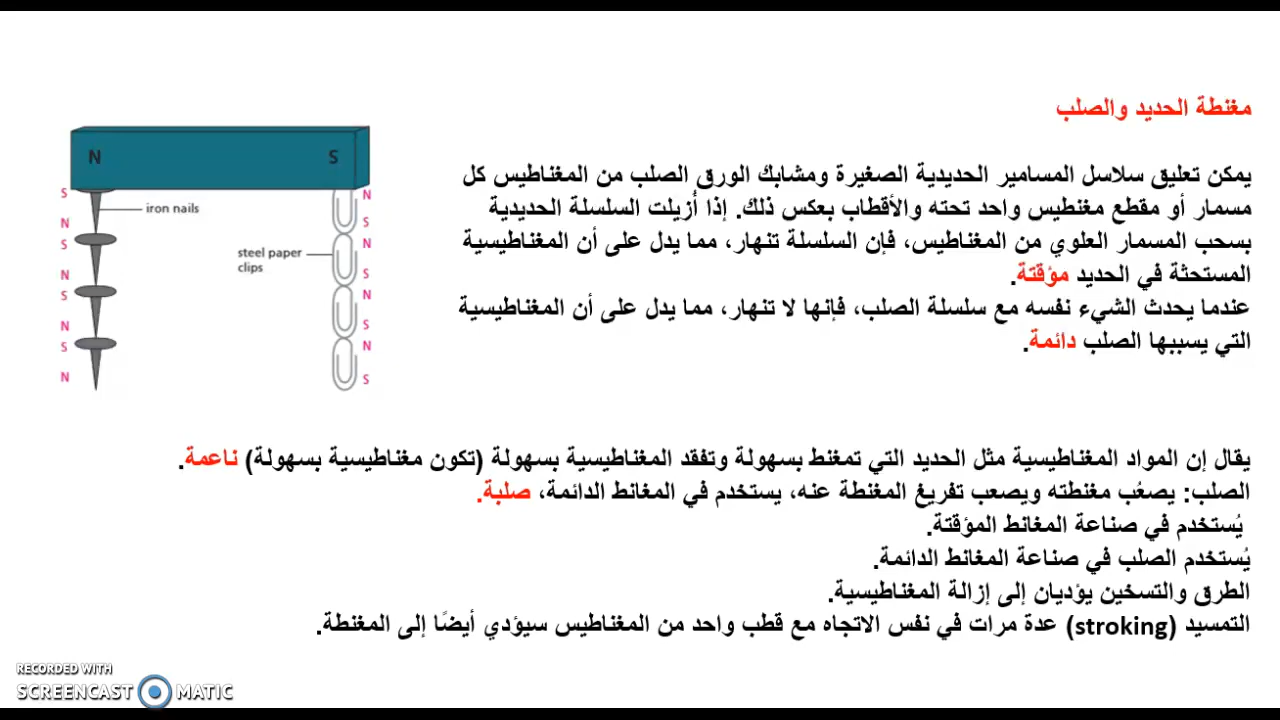 مغنطة الحديد والصلب
يمكن تعليق سلاسل المسامير الحديدية الصغيرة ومشابك الورق الصلب من المغناطيس كل
مسمار أو مقطع مغنطيس واحد تحته والأقطاب بعكس ذلك. إذا أُزيلت السلسلة الحديدية
بسحب المسمار العلوي من المغناطيس، فإن السلسلة تنهار، مما يدل على أن المغناطيسية
المستحثة في الحديد مؤقتة.
عندما يحدث الشيء نفسه مع سلسلة الصلب، فإنها لا تنهار، مما يدل على أن المغناطيسية
التي يسببها الصلب دائمة.
N
S
S
N
iron nails
N
S
S
N
steel paper
clips
N
S
S
N
N
S
S
N
N
S
يقال إن المواد المغناطيسية مثل الحديد التي تمغنط بسهولة وتفقد المغناطيسية بسهولة (تكون مغناطيسية بسهولة) ناعمة.
الصلب: يصعُب مغنطته ويصعب تفريغ المغنطة عنه، يستخدم في المغانط الدائمة، صلبة.
يُستخدم في صناعة المغانط المؤقتة.
يُستخدم الصلب في صناعة المغانط الدائمة.
الطرق والتسخين يؤديان إلى إزالة المغناطيسية.
التمسيد (stroking) عدة مرات في نفس الاتجاه مع قطب واحد من المغناطيس سيؤدي أيضًا إلى المغنطة.
RECORDED WITH
SCREENCAST MATIC